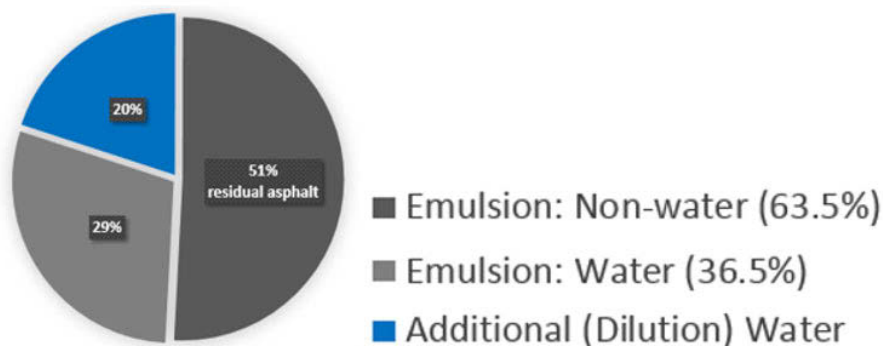 20%
51%
residual asphalt
29%
Emulsion: Non-water (63.5%)
Emulsion: Water (36.5%)
Additional (Dilution) Water